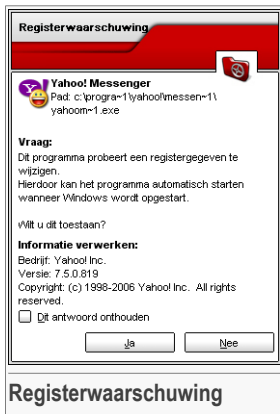 Registerwaarschuwing
Yahoo! Messenger
Pad: c:\progra~1\yahoo!\messen~1\
yahoom~1.exe
Vraag:
Dit programma probeert een registergegeven te
wijzigen.
Hierdoor kan het programma automatisch starten
wanneer Windows wordt opgestart.
Wilt u dit toestaan?
Informatie verwerken:
Bedrijf: Yahoo! Inc.
Versie: 7.5.0.819
Copyright: (c) 1998-2006 Yahoo! Inc. All rights
reserved.
Dit antwoord onthouden
Ja Nee
Registerwaarschuwing